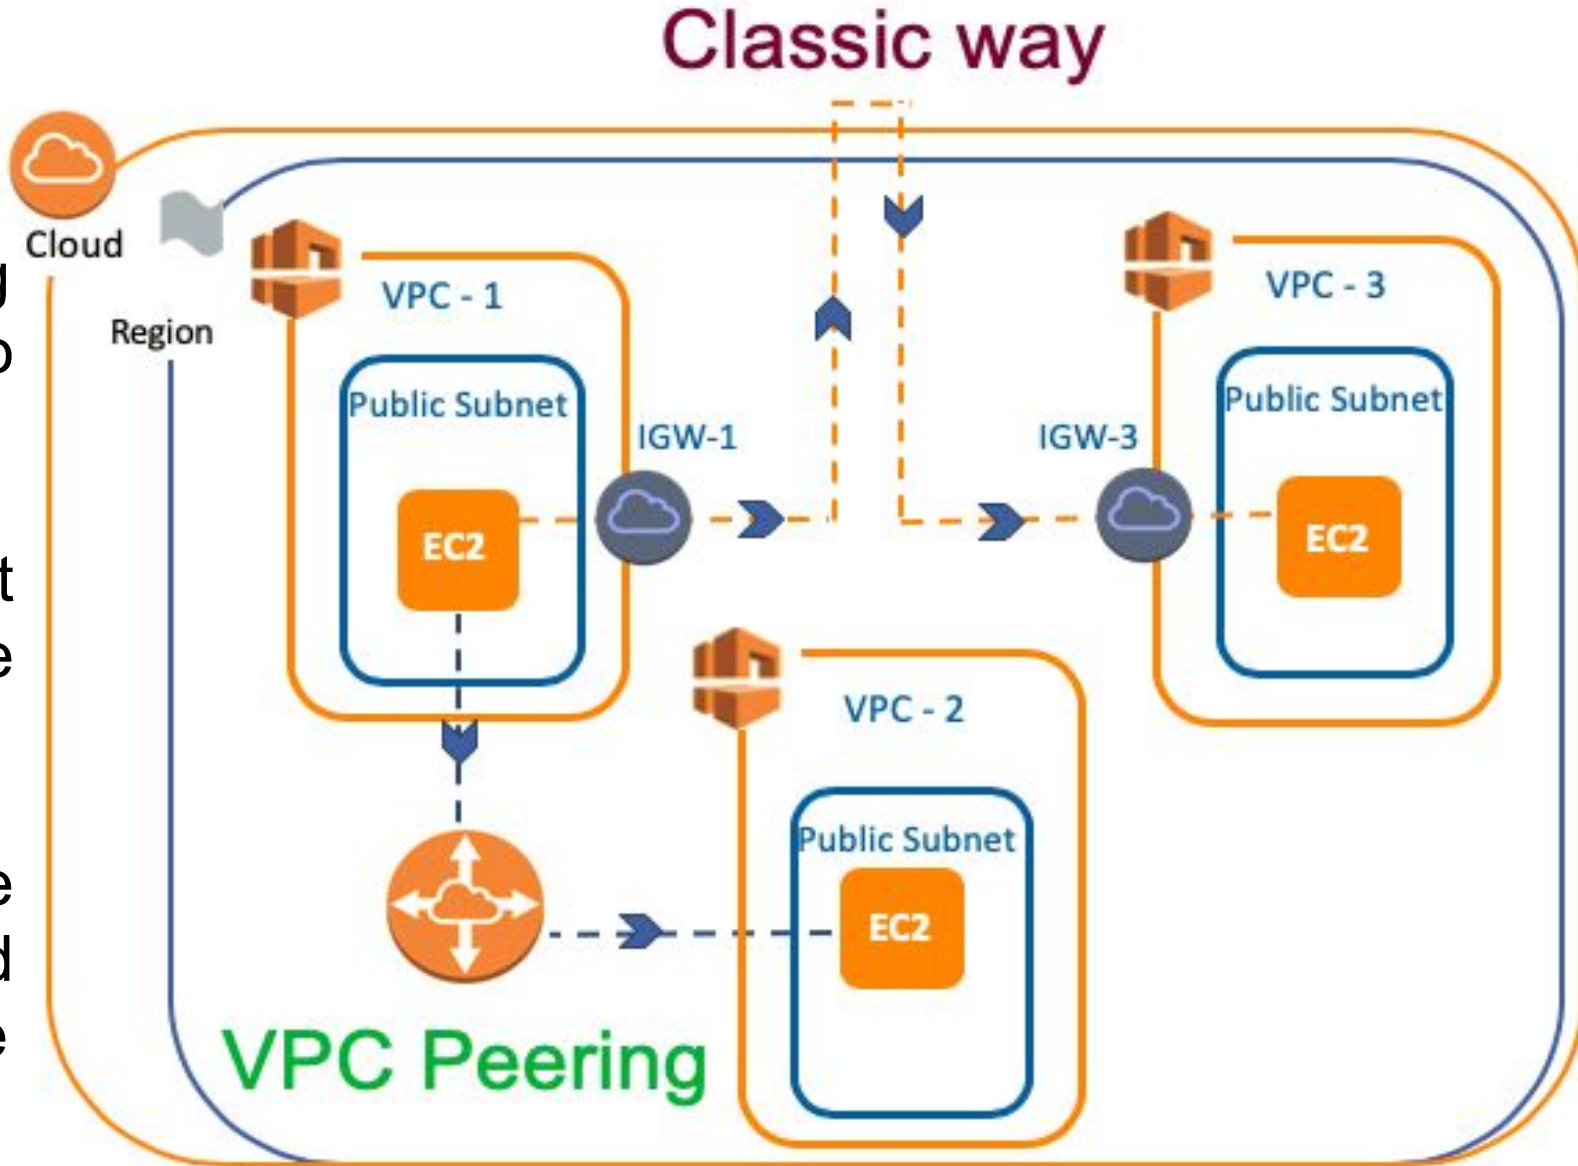 Classic way
Cloud
g
Region
o
VPC - 1
VPC - 3
Public Subnet
Public Subnet
IGW-1
IGW-3
EC2
EC2
t
e
VPC - 2
Public Subnet
e
EC2
d
VPC Peering
e